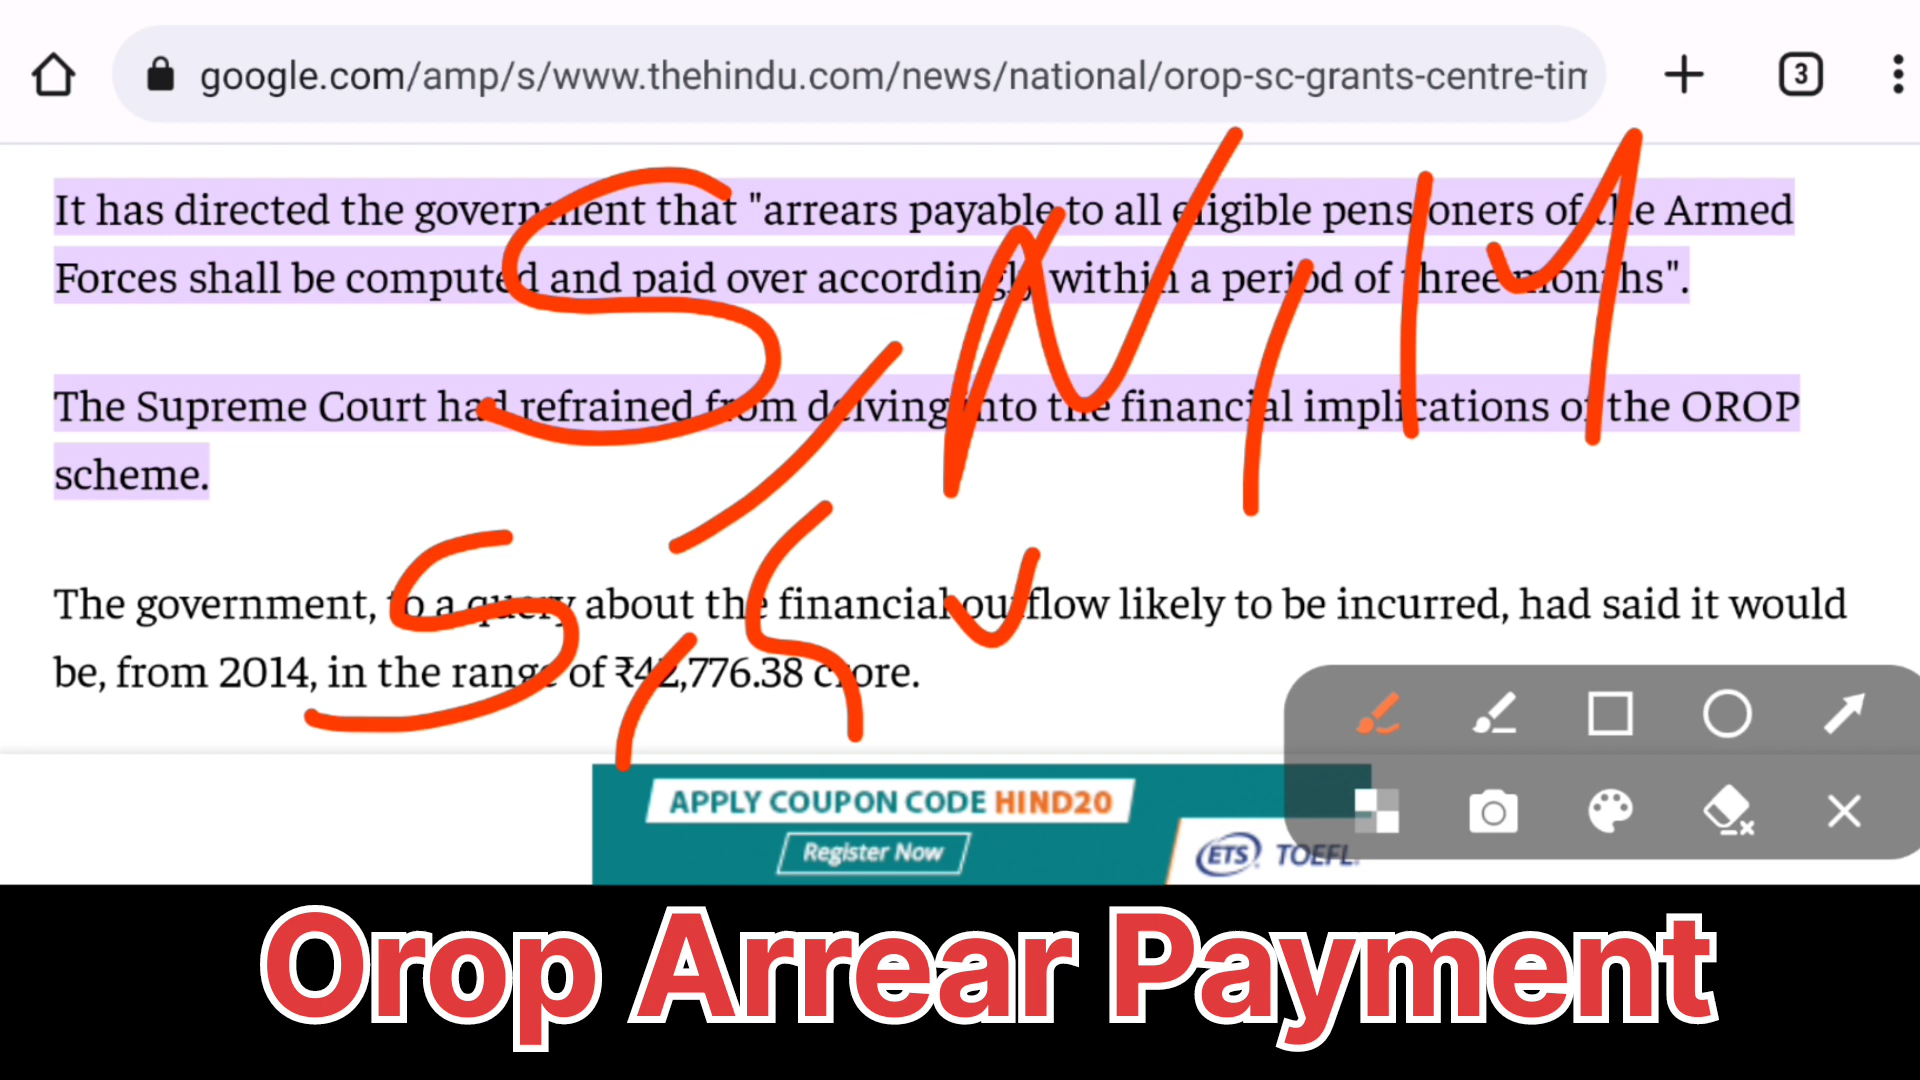 google.com/amp/s/www.thehindu.com/news/national/orop-sc-grants-centre-tim
3
It has directed the government that "arrears payable to all eligible pensioners of the Armed
Forces shall be computed and paid over accordingly within a period of three months".
The Supreme Court had refrained from delving into the financial implications of the OROP
scheme.
The government, to a query about the financial outflow likely to be incurred, had said it would
be, from 2014, in the range of ₹42,776.38 crore.
APPLY COUPON CODE HIND20
Register Now
ETS TOEFL.
Orop Arrear Payment